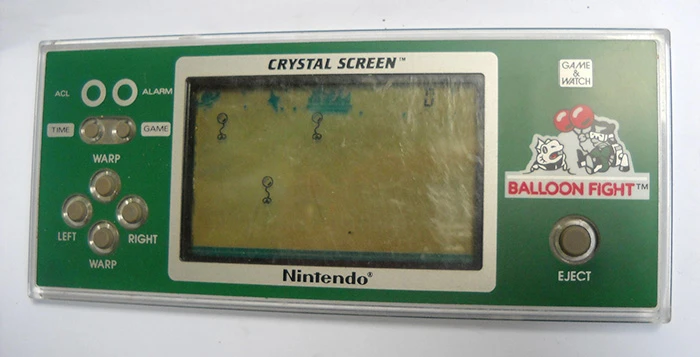 CRYSTAL SCREEN™
GAME
&
WATCH
ACL
ALARM
TIME
GAME
WARP
LEFT
RIGHT
WARP
BALLOON FIGHT™
EJECT
Nintendo®